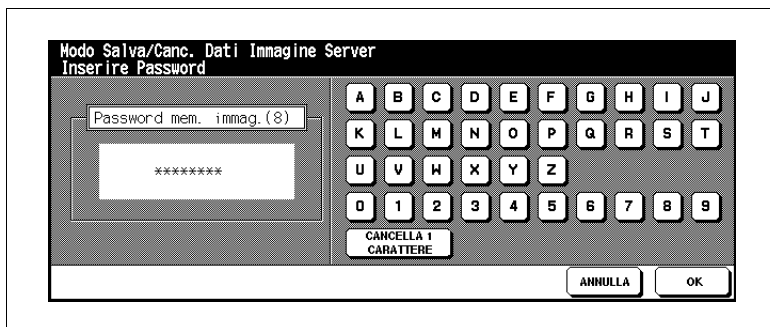 Modo Salva/Canc. Dati Immagine Server
Inserire Password
Password mem. immag.(8)
********
A B C D E F G H I J
K L M N O P Q R S T
U V W X Y Z
0 1 2 3 4 5 6 7 8 9
CANCELLA 1
CARATTERE
ANNULLA OK